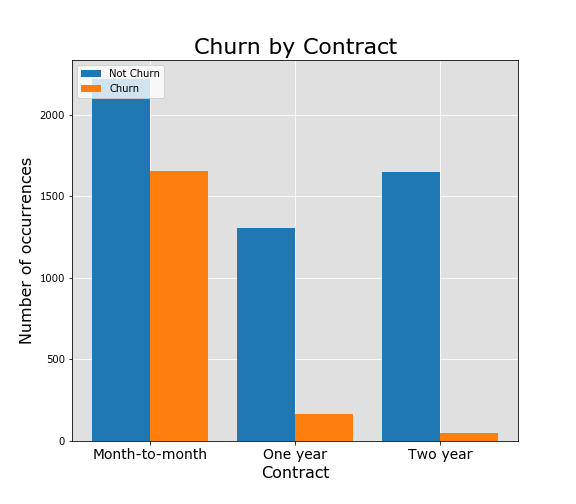 Churn by Contract
Not Churn
Churn
2000
1500
1000
500
0
Number of occurrences
Month-to-month One year Two year
Contract